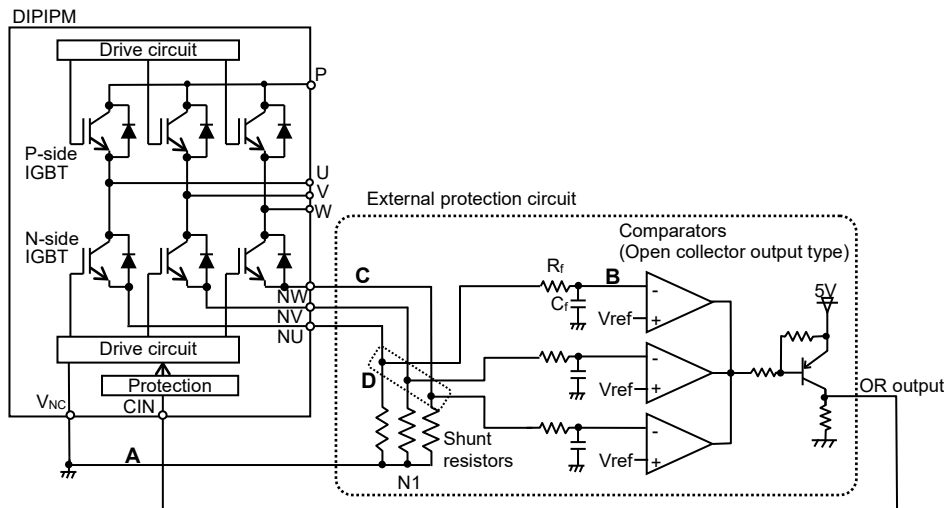 DIPIPM
Drive circuit
P
P-side
IGBT
U
V
W
External protection circuit
Comparators
(Open collector output type)
N-side
IGBT
C
Rf
B
-
Vref
+
Cf
5V
NW
NV
NU
Drive circuit
D
-
Vref
+
Protection
OR output
VNC
CIN
-
Vref
+
Shunt
resistors
A
N1